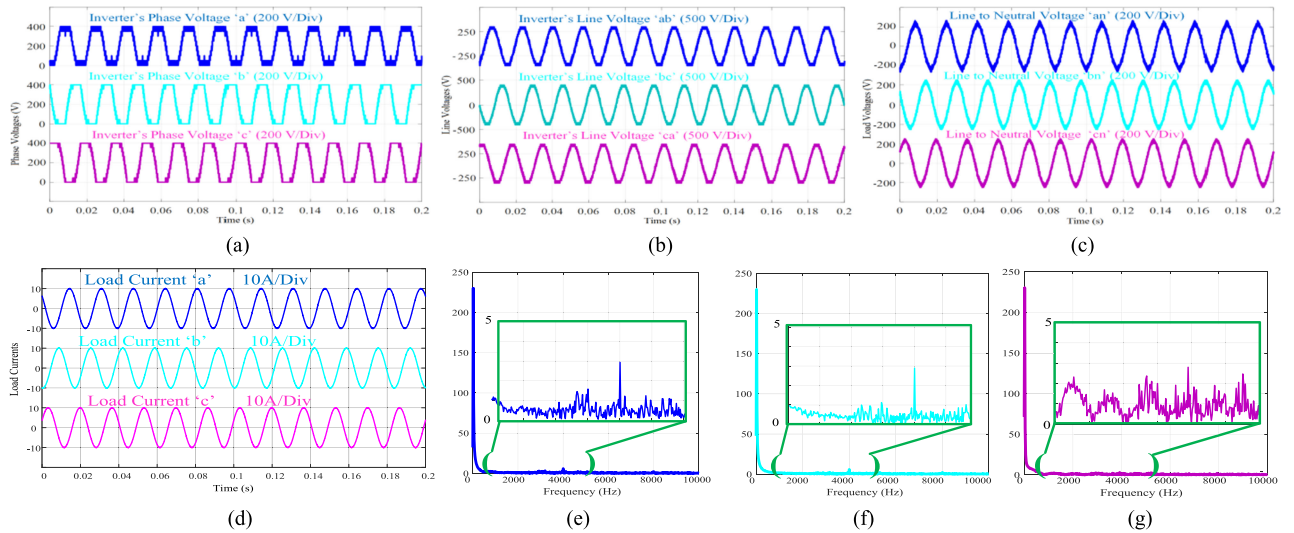 Inverter's Phase Voltage 'a' (200 V/Div)
400
200
0
Inverter's Phase Voltage 'b' (200 V/Div)
400
200
0
Inverter's Phase Voltage 'c' (200 V/Div)
400
200
0
Phase Voltages (V)
0 0.02 0.04 0.06 0.08 0.1 0.12 0.14 0.16 0.18 0.2
Time (s)
(a)
Inverter's Line Voltage 'ab' (500 V/Div)
250
-250
Inverter's Line Voltage 'bc' (500 V/Div)
500
0
-500
Inverter's Line Voltage 'ca' (500 V/Div)
250
-250
Line Voltages (V)
0 0.02 0.04 0.06 0.08 0.1 0.12 0.14 0.16 0.18 0.2
Time (s)
(b)
Line to Neutral Voltage 'an' (200 V/Div)
200
0
-200
Line to Neutral Voltage 'bn' (200 V/Div)
200
0
-200
Line to Neutral Voltage 'cn' (200 V/Div)
200
0
-200
Load Voltages (V)
0 0.02 0.04 0.06 0.08 0.1 0.12 0.14 0.16 0.18 0.2
Time (s)
(c)
Load Current 'a' 10A/Div
10
0
-10
Load Current 'b' 10A/Div
10
0
-10
Load Current 'c' 10A/Div
10
0
-10
Load Currents
0 0.02 0.04 0.06 0.08 0.1 0.12 0.14 0.16 0.18 0.2
Time (s)
(d)
250
200
150
100
50
0
5
0
0 2000 4000 6000 8000 10000
Frequency (Hz)
(e)
250
200
150
100
50
0
5
0
2000 4000 6000 8000 10000
Frequency (Hz)
(f)
250
200
150
100
50
0
5
0
0 2000 4000 6000 8000 10000
Frequency (Hz)
(g)